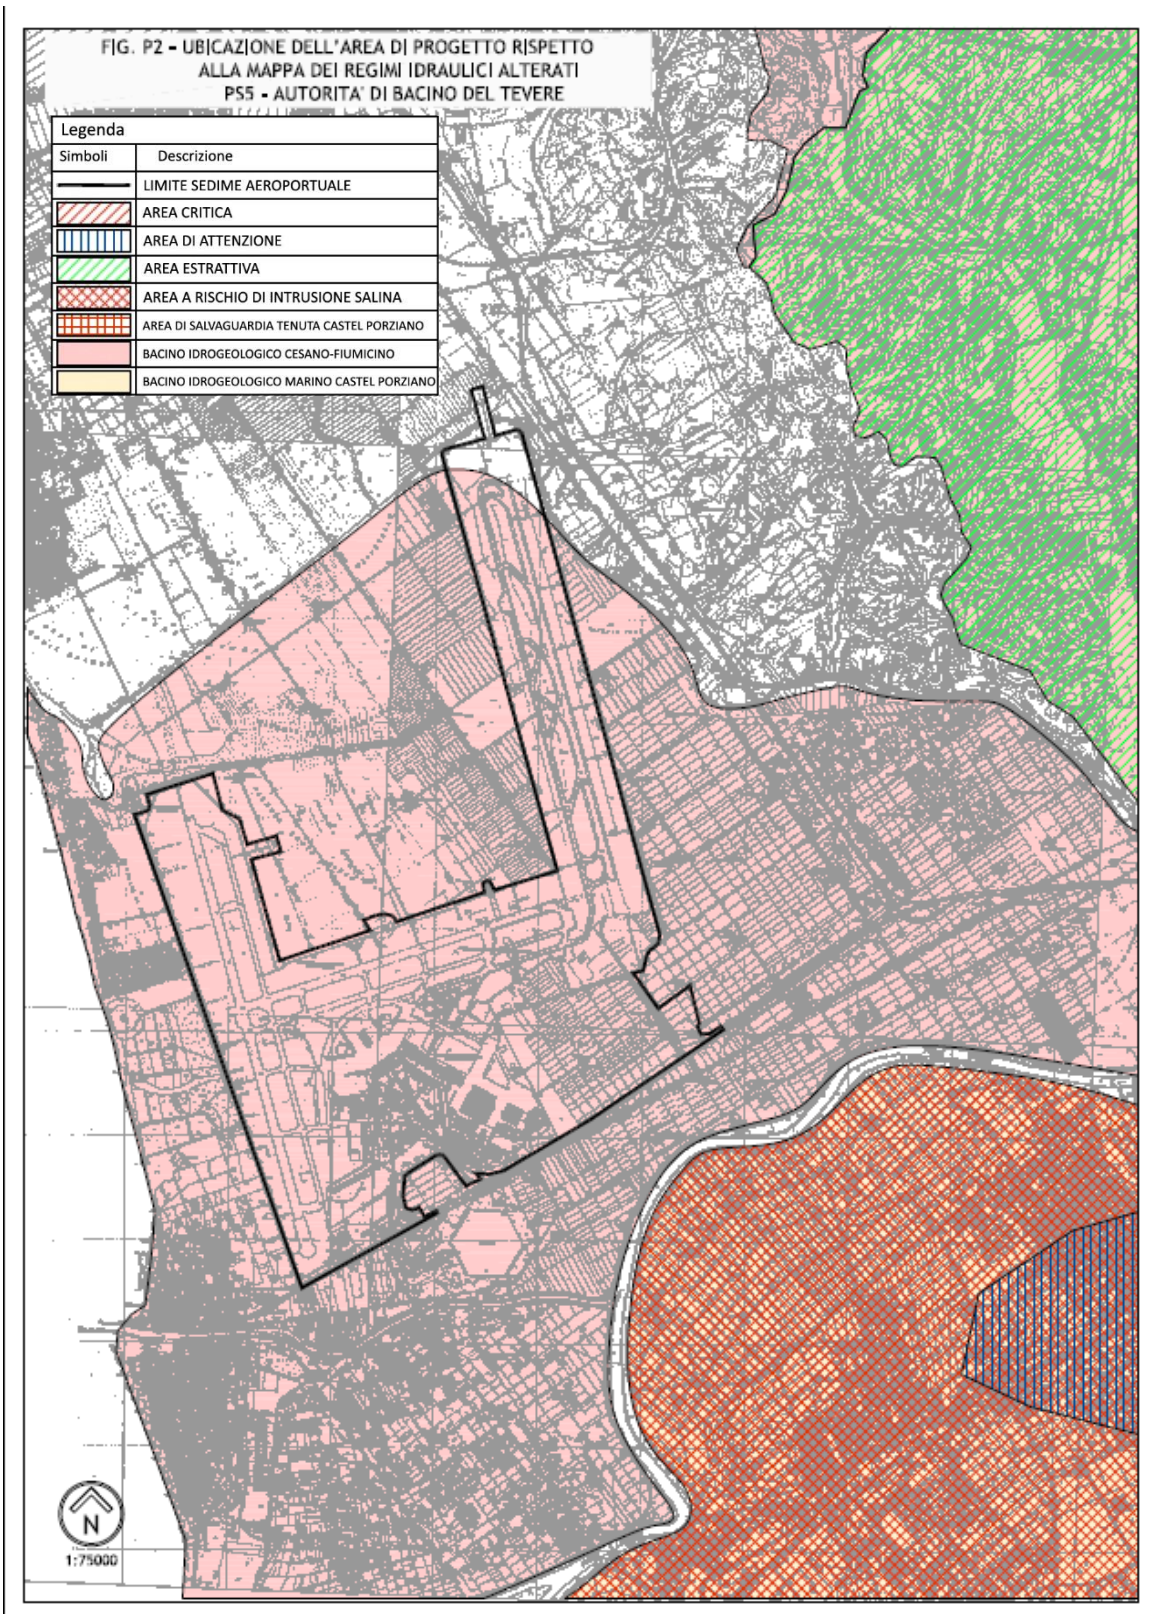 FIG. P2 - UBICAZIONE DELL'AREA DI PROGETTO RISPETTO
ALLA MAPPA DEI REGIMI IDRAULICI ALTERATI
PS5 - AUTORITA' DI BACINO DEL TEVERE
Legenda
Simboli Descrizione
LIMITE SEDIME AEROPORTUALE
AREA CRITICA
AREA DI ATTENZIONE
AREA ESTRATTIVA
AREA A RISCHIO DI INTRUSIONE SALINA
AREA DI SALVAGUARDIA TENUTA CASTEL PORZIANO
BACINO IDROGEOLOGICO CESANO-FIUMICINO
BACINO IDROGEOLOGICO MARINO CASTEL PORZIANO
N
1:75000